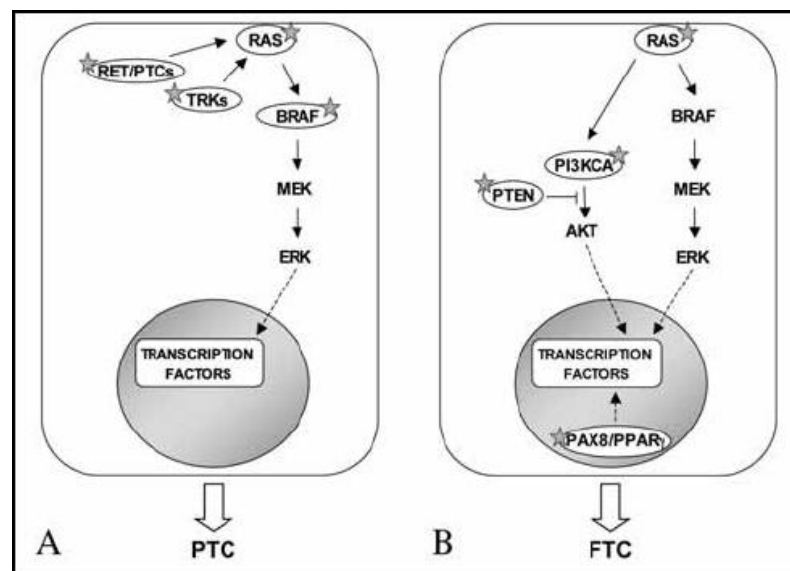 RAS
RET/PTCs
TRKs
BRAF
MEK
ERK
TRANSCRIPTION
FACTORS
A
PTC
RAS
BRAF
PI3KCA
PTEN
MEK
AKT
ERK
TRANSCRIPTION
FACTORS
PAX8/PPAR
B
FTC